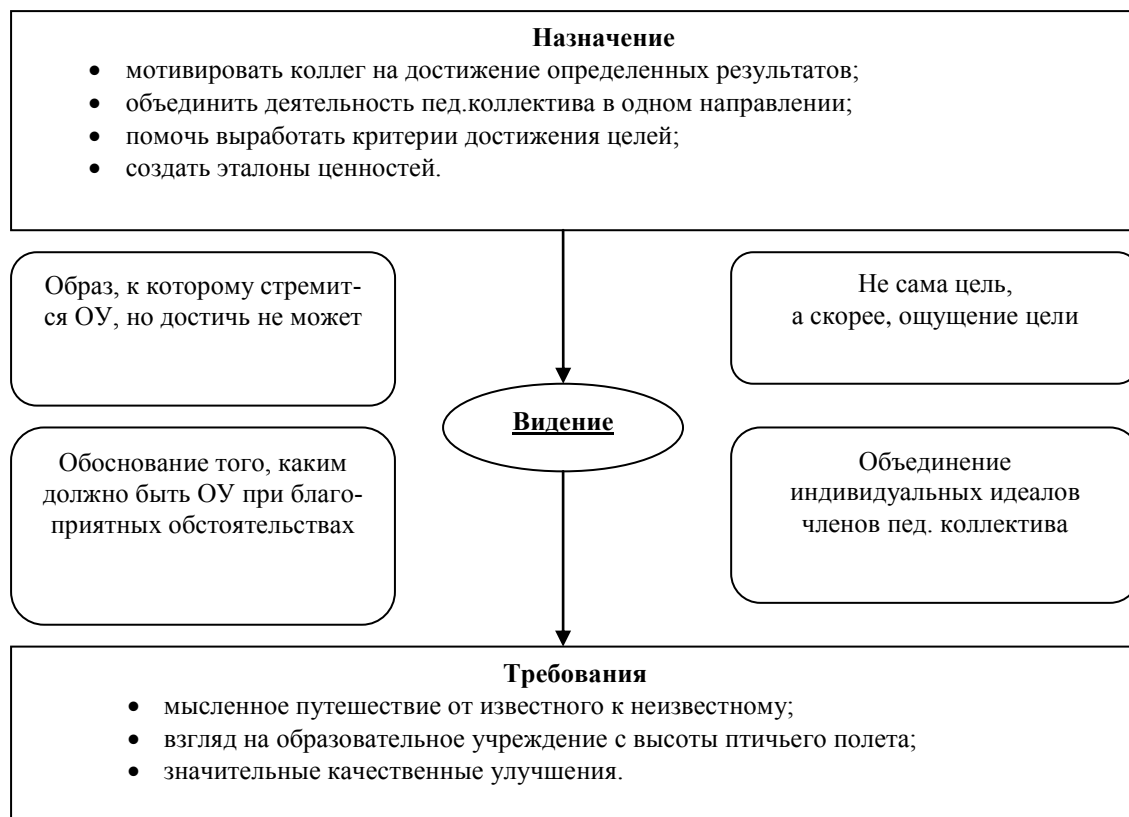 Назначение
• мотивировать коллег на достижение определенных результатов;
• объединить деятельность пед.коллектива в одном направлении;
• помочь выработать критерии достижения целей;
• создать эталоны ценностей.
Образ, к которому стремит-
ся ОУ, но достичь не может
Не сама цель,
а скорее, ощущение цели
Видение
Обоснование того, каким
должно быть ОУ при благо-
приятных обстоятельствах
Объединение
индивидуальных идеалов
членов пед. коллектива
Требования
• мысленное путешествие от известного к неизвестному;
• взгляд на образовательное учреждение с высоты птичьего полета;
• значительные качественные улучшения.